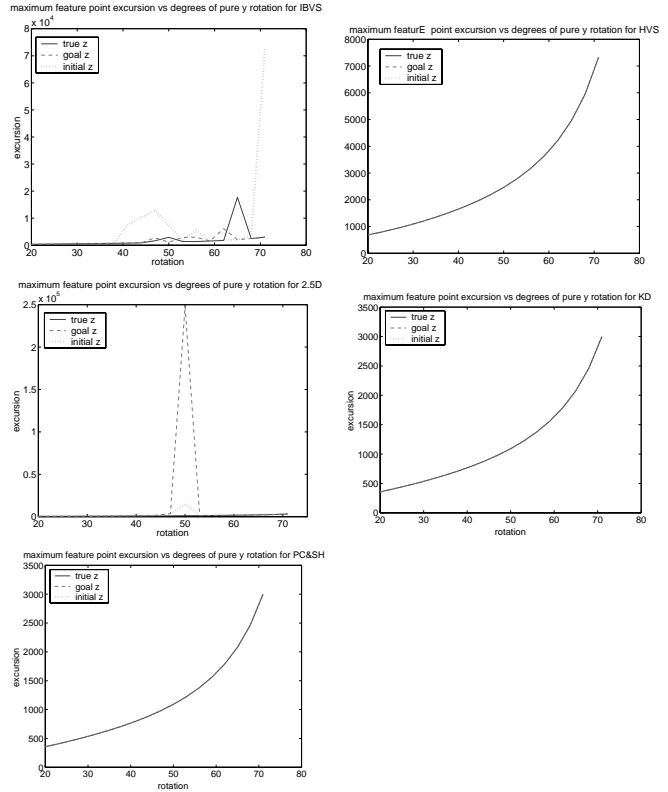 maximum feature point excursion vs degrees of pure y rotation for IBVS
x 10^4
8
7
6
5
4
3
2
1
0
20 30 40 50 60 70 80
rotation
excursion
true z
goal z
initial z
maximum featurE point excursion vs degrees of pure y rotation for HVS
8000
7000
6000
5000
4000
3000
2000
1000
0
20 30 40 50 60 70 80
true z
goal z
initial z
maximum feature point excursion vs degrees of pure y rotation for 2.5D
x 10^5
2.5
2
1.5
1
0.5
0
20 30 40 50 60 70
rotation
excursion
true z
goal z
initial z
maximum feature point excursion vs degrees of pure y rotation for KD
3500
3000
2500
2000
1500
1000
500
0
20 30 40 50 60 70 80
rotation
excursion
true z
goal z
initial z
maximum feature point excursion vs degrees of pure y rotation for PC&SH
3500
3000
2500
2000
1500
1000
500
0
20 30 40 50 60 70 80
rotation
excursion
true z
goal z
initial z